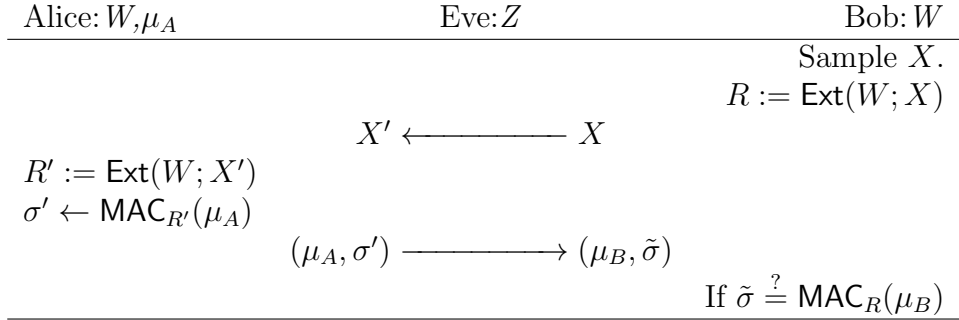 Alice: W,μ_A Eve:Z Bob:W
Sample X.
R := Ext(W; X)
X′ ←——— X
R′ := Ext(W; X′)
σ′ ← MAC_{R′}(μ_A)
(μ_A, σ′) ———→ (μ_B, σ̃)
If σ̃ ≟ MAC_R(μ_B)